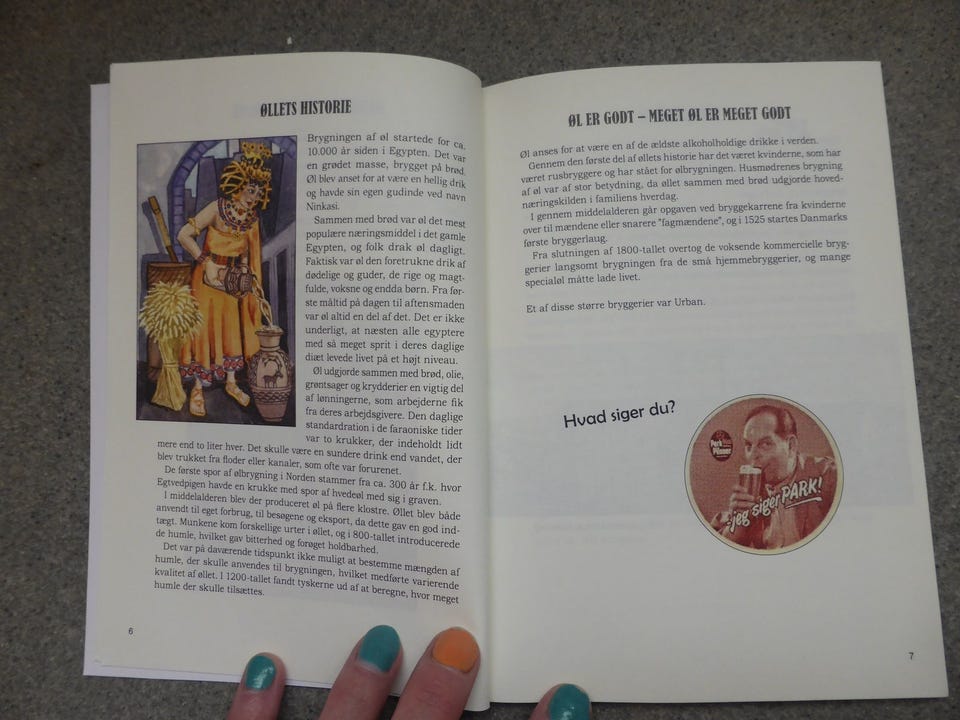 ØLLETS HISTORIE
Brygningen af øl startede for ca.
10.000 år siden i Egypten. Det var
en grødet masse, brygget på brød.
Øl blev anset for at være en hellig drik
og havde sin egen gudinde ved navn
Ninkasi.
Sammen med brød var øl det mest
populære næringsmiddel i det gamle
Egypten, og folk drak øl dagligt.
Faktisk var øl den foretrukne drik af
dødelige og guder, de rige og magt-
fulde, voksne og endda børn. Fra før-
ste måltid på dagen til aftensmaden
var øl altid en del af det. Det er ikke
underligt, at næsten alle egyptere
med så meget sprit i deres daglige
diæt levede livet på et højt niveau.
Øl udgjorde sammen med brød, olie,
grøntsager og krydderier en vigtig del
af lønningerne, som arbejderne fik
fra deres arbejdsgivere. Den daglige
standardration i de faraoniske tider
var to krukker, der indeholdt lidt
mere end to liter hver. Det skulle være en sundere drink end vandet, der
blev trukket fra floder eller kanaler, som ofte var forurenet.
De første spor af ølbrygning i Norden stammer fra ca. 300 år f.k. hvor
Egtvedpigen havde en krukke med spor af hvedeøl med sig i graven.
I middelalderen blev der produceret øl på flere klostre. Øllet blev både
anvendt til eget forbrug, til besøgene og eksport, da dette gav en god ind-
tægt. Munkene kom forskellige urter i øllet, og i 800-tallet introducerede
de humle, hvilket gav bitterhed og forøget holdbarhed.
Det var på daværende tidspunkt ikke muligt at bestemme mængden af
humle, der skulle anvendes til brygningen, hvilket medførte varierende
kvalitet af øllet. I 1200-tallet fandt tyskerne ud af at beregne, hvor meget
humle der skulle tilsættes.
6
ØL ER GODT – MEGET ØL ER MEGET GODT
Øl anses for at være en af de ældste alkoholholdige drikke i verden.
Gennem den første del af øllets historie har det været kvinderne, som har
været rusbryggere og har stået for ølbrygningen. Husmødrenes brygning
af øl var af stor betydning, da øllet sammen med brød udgjorde hoved-
næringskilden i familiens hverdag.
I gennem middelalderen går opgaven ved bryggekarrene fra kvinderne
over til mændene eller snarere "fagmændene", og i 1525 startes Danmarks
første bryggerlaug.
Fra slutningen af 1800-tallet overtog de voksende kommercielle bryg-
gerier langsomt brygningen fra de små hjemmebryggerier, og mange
specialøl måtte lade livet.
Et af disse større bryggerier var Urban.
Hvad siger du?
Park
Pilsner
-jeg siger PARK!
7